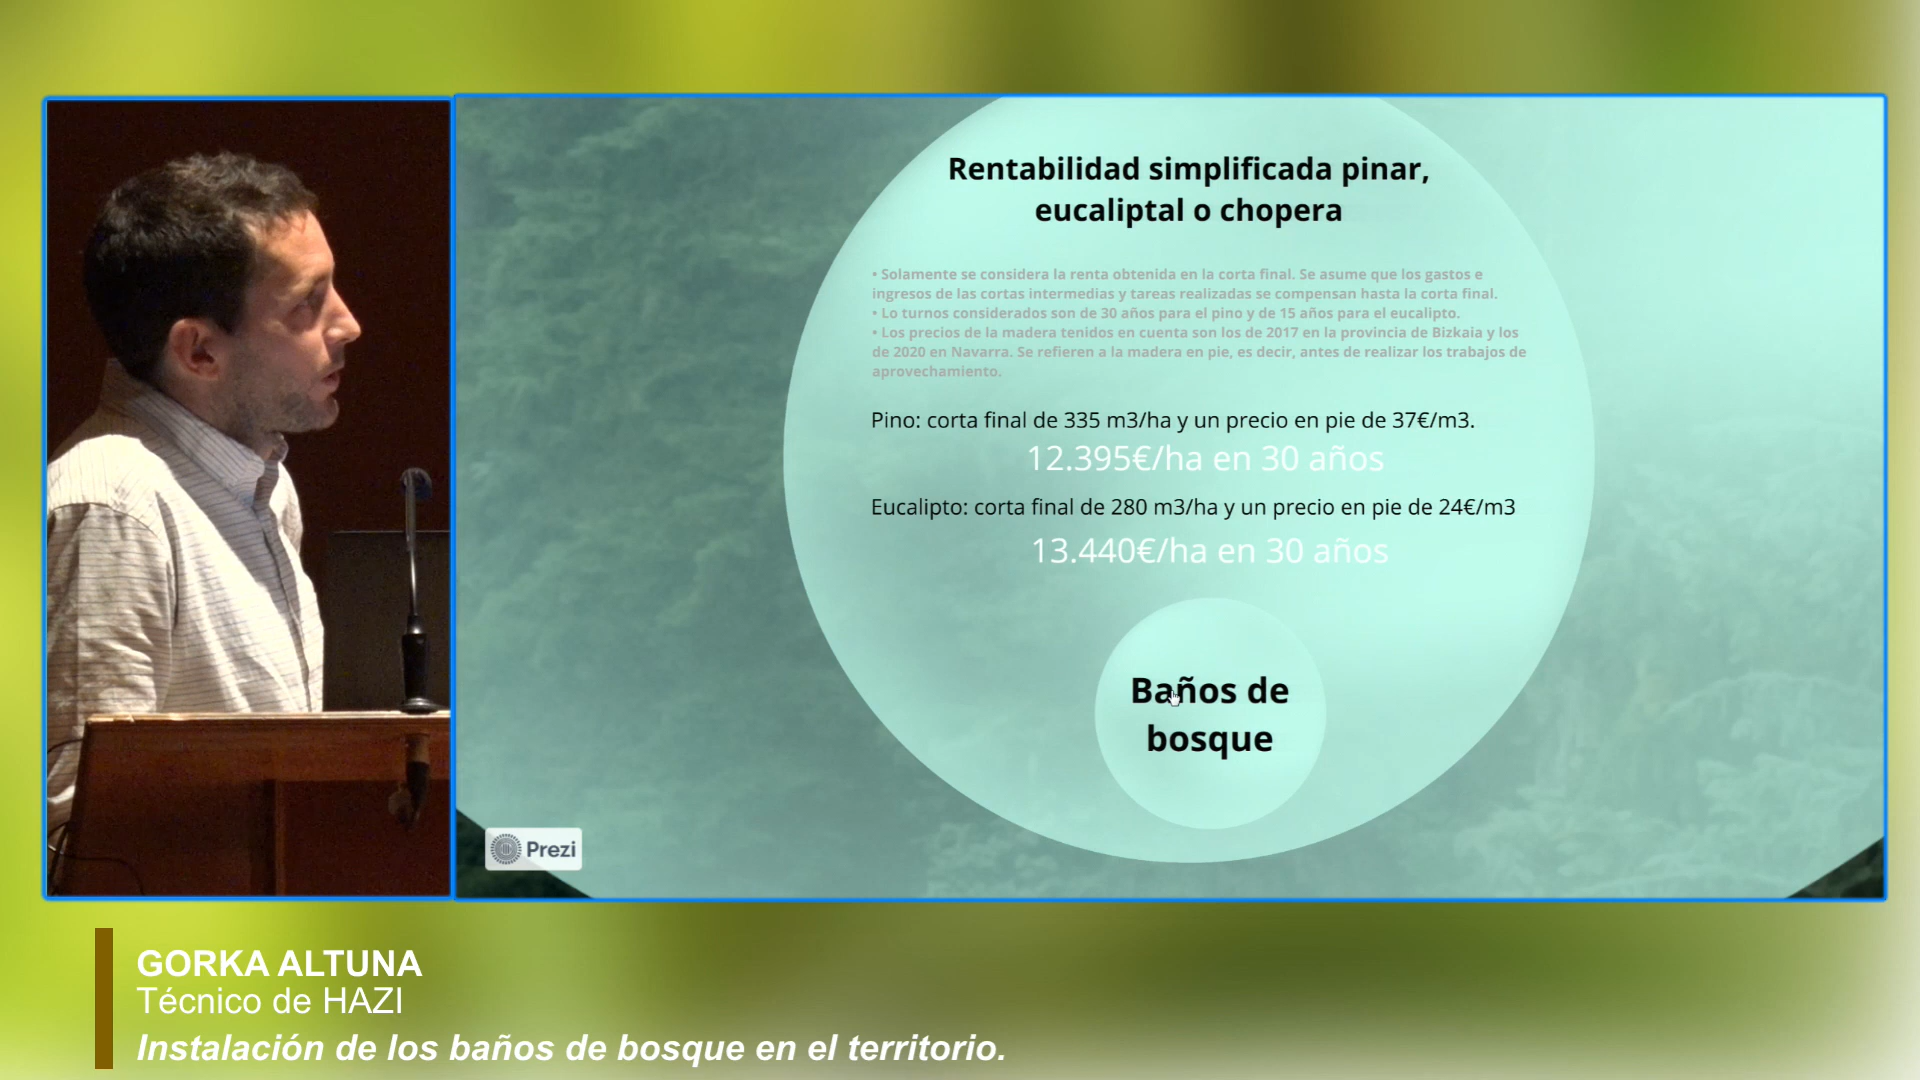 Rentabilidad simplificada pinar,
eucaliptal o chopera
• Solamente se considera la renta obtenida en la corta final. Se asume que los gastos e
ingresos de las cortas intermedias y tareas realizadas se compensan hasta la corta final.
• Lo turnos considerados son de 30 años para el pino y de 15 años para el eucalipto.
• Los precios de la madera tenidos en cuenta son los de 2017 en la provincia de Bizkaia y los
de 2020 en Navarra. Se refieren a la madera en pie, es decir, antes de realizar los trabajos de
aprovechamiento.
Pino: corta final de 335 m3/ha y un precio en pie de 37€/m3.
12.395€/ha en 30 años
Eucalipto: corta final de 280 m3/ha y un precio en pie de 24€/m3
13.440€/ha en 30 años
Baños de
bosque
Prezi
GORKA ALTUNA
Técnico de HAZI
Instalación de los baños de bosque en el territorio.